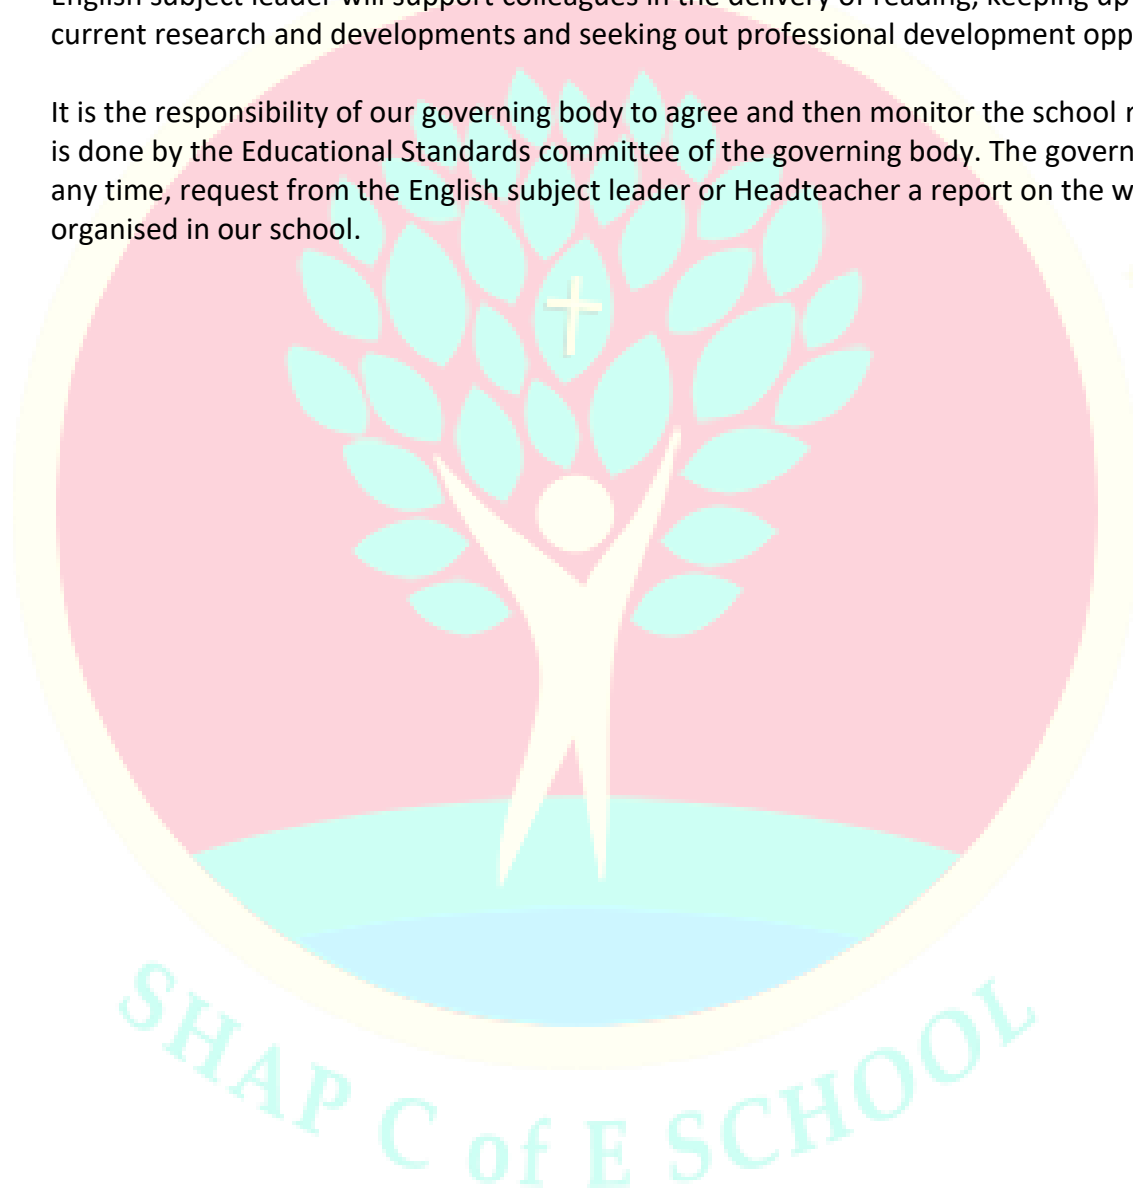 English subject leader will support colleagues in the delivery of reading, keeping up
current research and developments and seeking out professional development opp
It is the responsibility of our governing body to agree and then monitor the school r
is done by the Educational Standards committee of the governing body. The govern
any time, request from the English subject leader or Headteacher a report on the w
organised in our school.
SHAP C of E SCHOOL